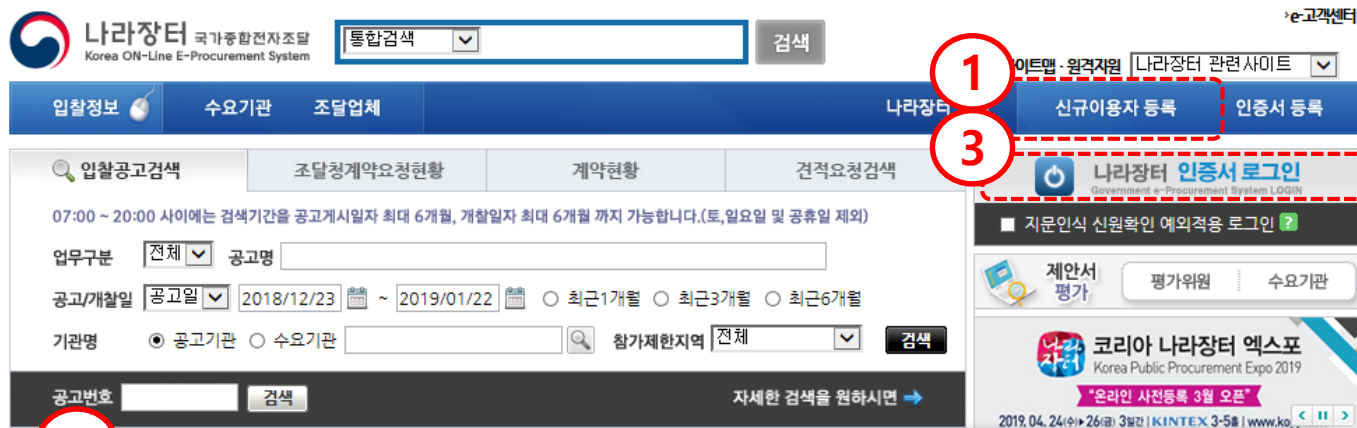 ›e-고객센터
나라장터 국가종합전자조달
Korea ON-Line E-Procurement System
통합검색 검색
이트맵 · 원격지원 나라장터 관련사이트
1
입찰정보 수요기관 조달업체 나라장터 신규이용자 등록 인증서 등록
3
입찰공고검색 조달청계약요청현황 계약현황 견적요청검색
나라장터 인증서 로그인
Government e-Procurement System LOGIN
07:00 ~ 20:00 사이에는 검색기간을 공고게시일자 최대 6개월, 개찰일자 최대 6개월 까지 가능합니다.(토,일요일 및 공휴일 제외)
지문인식 신원확인 예외적용 로그인 ?
업무구분 전체 공고명
제안서
평가 평가위원 수요기관
공고/개찰일 공고일 2018/12/23 ~ 2019/01/22 최근1개월 최근3개월 최근6개월
기관명 공고기관 수요기관 참가제한지역 전체 검색
나라
장터
코리아 나라장터 엑스포
Korea Public Procurement Expo 2019
"온라인 사전등록 3월 오픈"
공고번호 검색 자세한 검색을 원하시면
2019. 04. 24(수)▶26(금) 3일간 | KINTEX 3-5홀 | www.ko